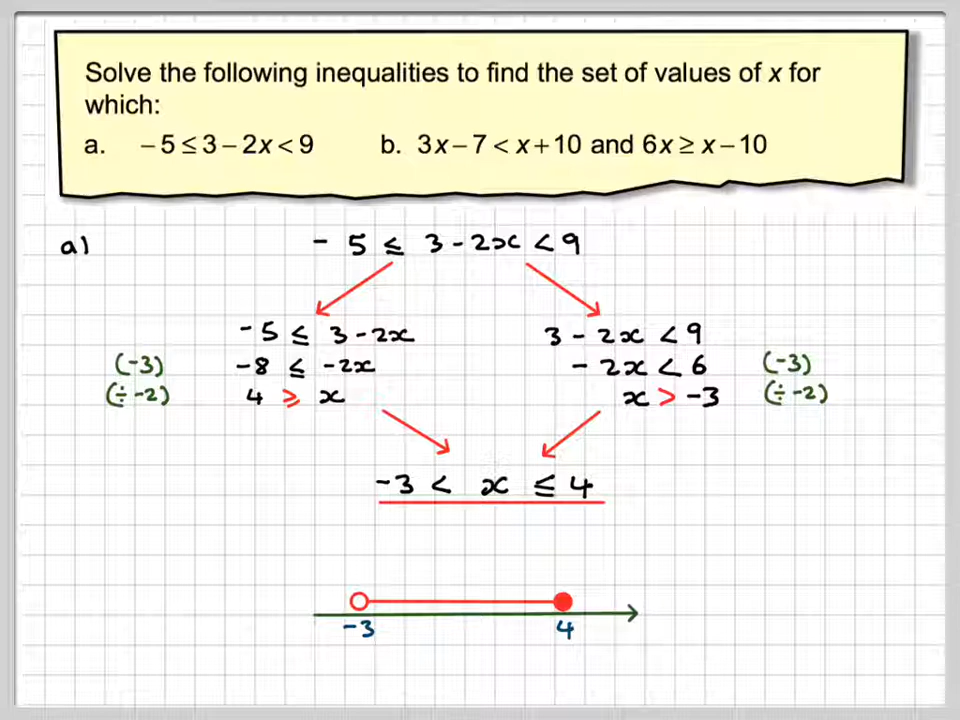 Solve the following inequalities to find the set of values of x for
which:
a. −5 ≤ 3 − 2x < 9 b. 3x − 7 < x + 10 and 6x ≥ x − 10
a) −5 ≤ 3 − 2x < 9
−5 ≤ 3 − 2x 3 − 2x < 9
(−3) −8 ≤ −2x −2x < 6 (−3)
(÷ −2) 4 ≥ x x > −3 (÷ −2)
−3 < x ≤ 4
−3 4